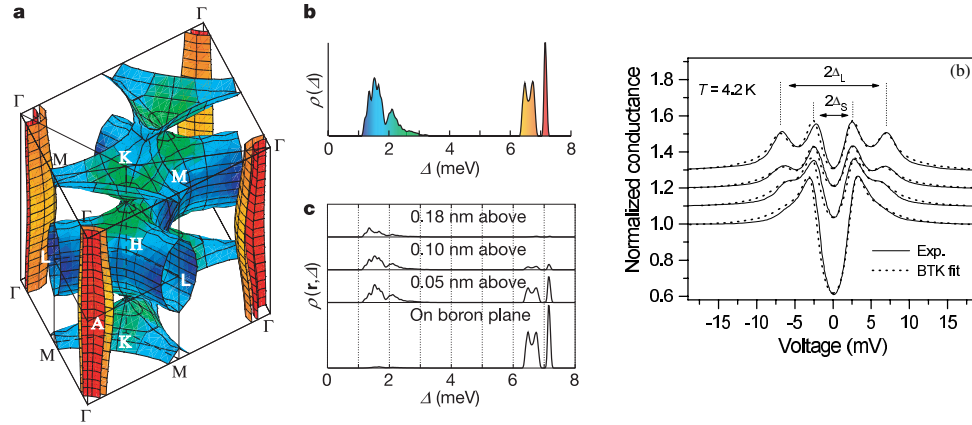 a
Γ
Γ
Γ
M
K
M
Γ
Γ
H
L
L
Γ
A
K
Γ
M
M
Γ
b
ρ(Δ)
0 2 4 6 8
Δ (meV)
c
0.18 nm above
0.10 nm above
0.05 nm above
On boron plane
ρ(r,Δ)
0 2 4 6 8
Δ (meV)
(b)
T = 4.2 K
2Δ_L
2Δ_S
Normalized conductance
1.8
1.6
1.4
1.2
1.0
0.8
0.6
Exp.
BTK fit
-15 -10 -5 0 5 10 15
Voltage (mV)